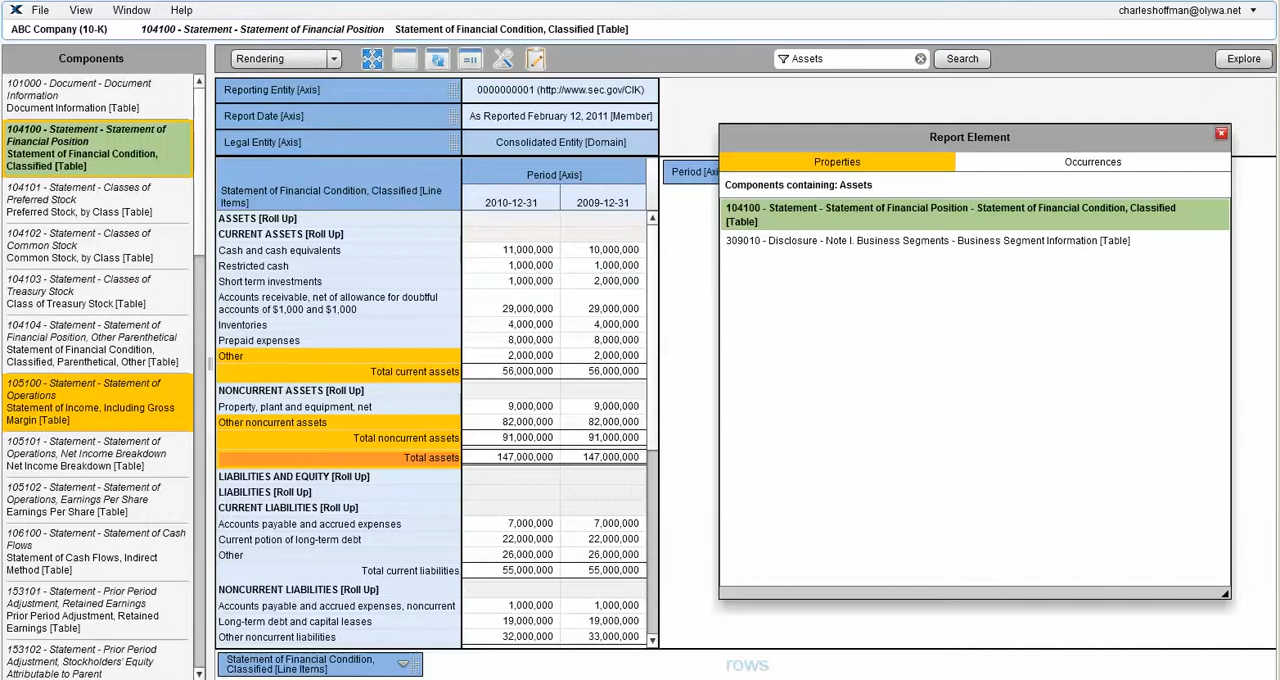 File View Window Help charleshoffman@olywa.net
ABC Company (10-K) 104100 - Statement - Statement of Financial Position Statement of Financial Condition, Classified [Table]
Components
101000 - Document - Document
Information
Document Information [Table]
104100 - Statement - Statement of
Financial Position
Statement of Financial Condition,
Classified [Table]
104101 - Statement - Classes of
Preferred Stock
Preferred Stock, by Class [Table]
104102 - Statement - Classes of
Common Stock
Common Stock, by Class [Table]
104103 - Statement - Classes of
Treasury Stock
Class of Treasury Stock [Table]
104104 - Statement - Statement of
Financial Position, Other Parenthetical
Statement of Financial Condition,
Classified, Parenthetical, Other [Table]
105100 - Statement - Statement of
Operations
Statement of Income, Including Gross
Margin [Table]
105101 - Statement - Statement of
Operations, Net Income Breakdown
Net Income Breakdown [Table]
105102 - Statement - Statement of
Operations, Earnings Per Share
Earnings Per Share [Table]
106100 - Statement - Statement of Cash
Flows
Statement of Cash Flows, Indirect
Method [Table]
153101 - Statement - Prior Period
Adjustment, Retained Earnings
Prior Period Adjustment, Retained
Earnings [Table]
153102 - Statement - Prior Period
Adjustment, Stockholders' Equity
Attributable to Parent
Rendering Assets Search Explore
Reporting Entity [Axis] 0000000001 (http://www.sec.gov/CIK)
Report Date [Axis] As Reported February 12, 2011 [Member]
Legal Entity [Axis] Consolidated Entity [Domain]
Period [Axis]
Statement of Financial Condition, Classified [Line
Items] 2010-12-31 2009-12-31
ASSETS [Roll Up]
CURRENT ASSETS [Roll Up]
Cash and cash equivalents 11,000,000 10,000,000
Restricted cash 1,000,000 1,000,000
Short term investments 1,000,000 2,000,000
Accounts receivable, net of allowance for doubtful
accounts of $1,000 and $1,000 29,000,000 29,000,000
Inventories 4,000,000 4,000,000
Prepaid expenses 8,000,000 8,000,000
Other 2,000,000 2,000,000
Total current assets 56,000,000 56,000,000
NONCURRENT ASSETS [Roll Up]
Property, plant and equipment, net 9,000,000 9,000,000
Other noncurrent assets 82,000,000 82,000,000
Total noncurrent assets 91,000,000 91,000,000
Total assets 147,000,000 147,000,000
LIABILITIES AND EQUITY [Roll Up]
LIABILITIES [Roll Up]
CURRENT LIABILITIES [Roll Up]
Accounts payable and accrued expenses 7,000,000 7,000,000
Current potion of long-term debt 22,000,000 22,000,000
Other 26,000,000 26,000,000
Total current liabilities 55,000,000 55,000,000
NONCURRENT LIABILITIES [Roll Up]
Accounts payable and accrued expenses, noncurrent 1,000,000 1,000,000
Long-term debt and capital leases 19,000,000 19,000,000
Other noncurrent liabilities 32,000,000 33,000,000
Statement of Financial Condition,
Classified [Line Items]
rows
Period [Axi
Report Element
Properties Occurrences
Components containing: Assets
104100 - Statement - Statement of Financial Position - Statement of Financial Condition, Classified
[Table]
309010 - Disclosure - Note I. Business Segments - Business Segment Information [Table]